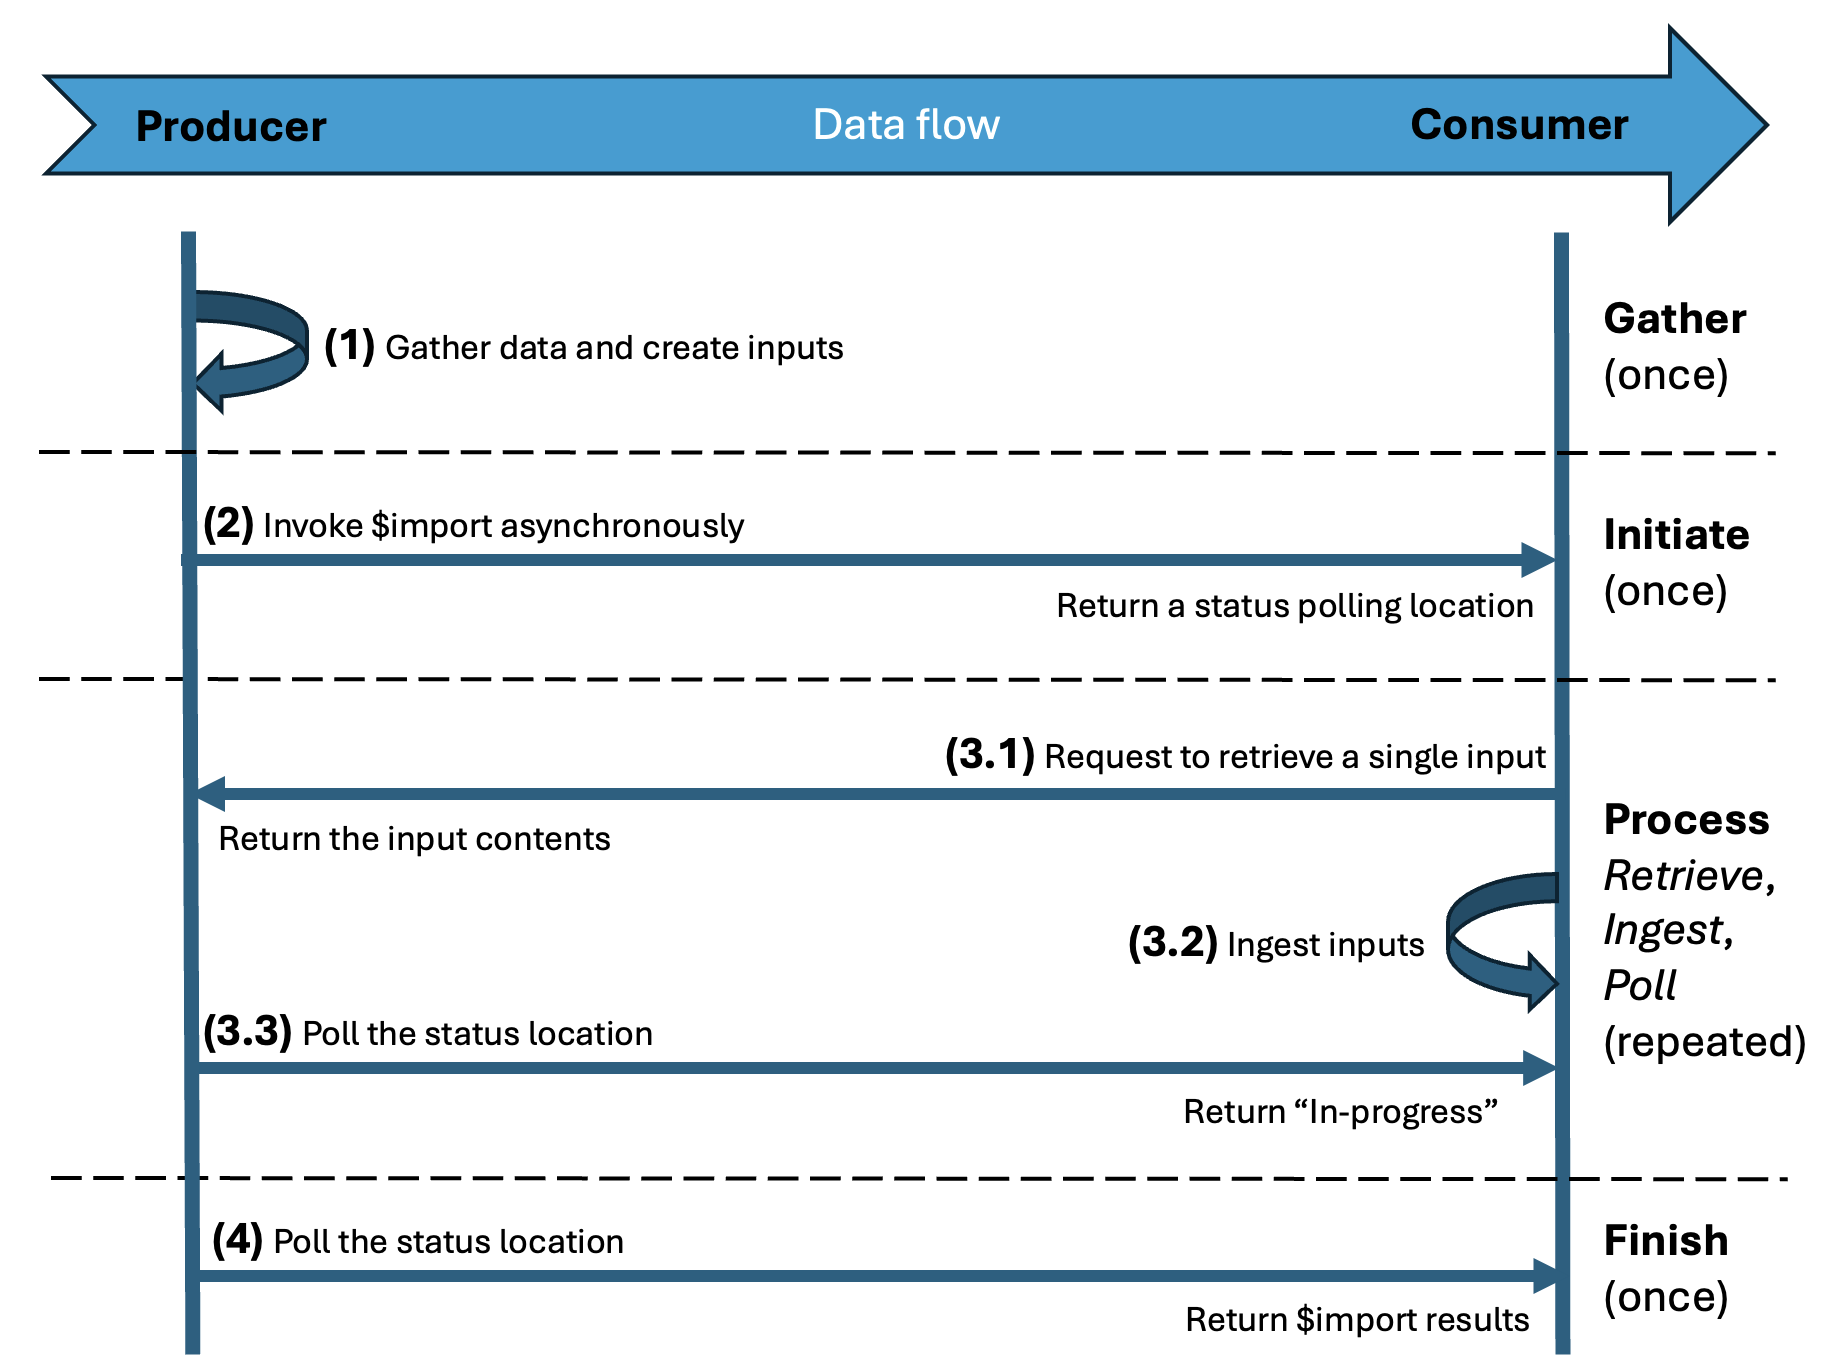 Producer
Data flow
Consumer
(1) Gather data and create inputs
Gather
(once)
(2) Invoke $import asynchronously
Return a status polling location
Initiate
(once)
(3.1) Request to retrieve a single input
Return the input contents
(3.2) Ingest inputs
(3.3) Poll the status location
Return “In-progress”
Process
Retrieve,
Ingest,
Poll
(repeated)
(4) Poll the status location
Return $import results
Finish
(once)